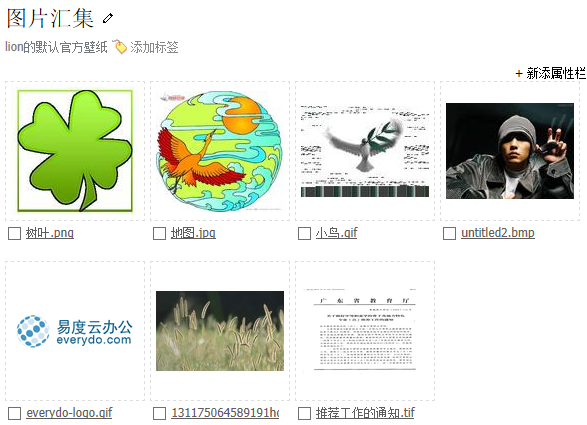 图片汇集
lion的默认官方壁纸 添加标签
+ 新添属性栏
树叶.png
地图.jpg
小鸟.gif
untitled2.bmp
易度云办公
everydo.com
广东省教育厅
everydo-logo.gif
131175064589191h
推荐工作的通知.tif